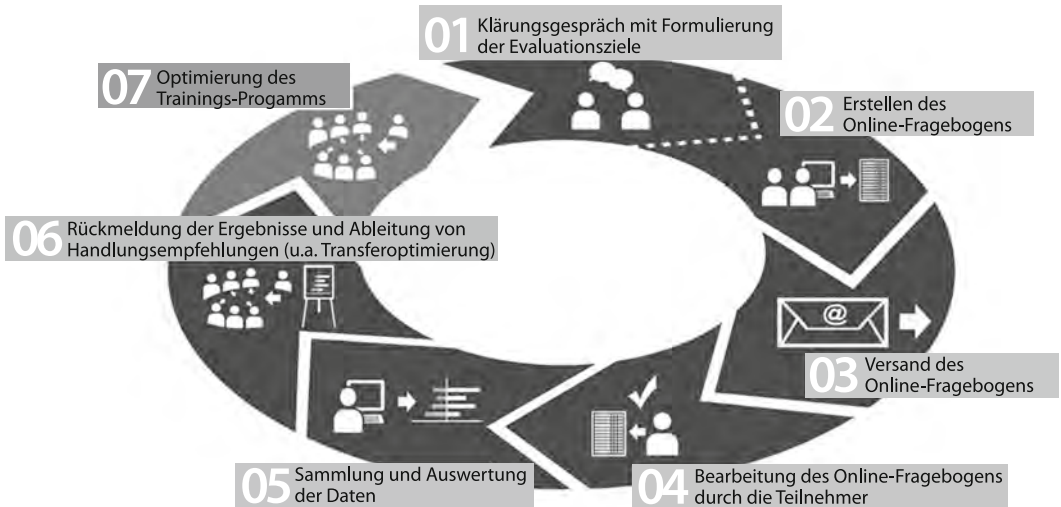 01 Klärungsgespräch mit Formulierung
der Evaluationsziele
02 Erstellen des
Online-Fragebogens
@
03 Versand des
Online-Fragebogens
04 Bearbeitung des Online-Fragebogens
durch die Teilnehmer
05 Sammlung und Auswertung
der Daten
06 Rückmeldung der Ergebnisse und Ableitung von
Handlungsempfehlungen (u.a. Transferoptimierung)
07 Optimierung des
Trainings-Progamms